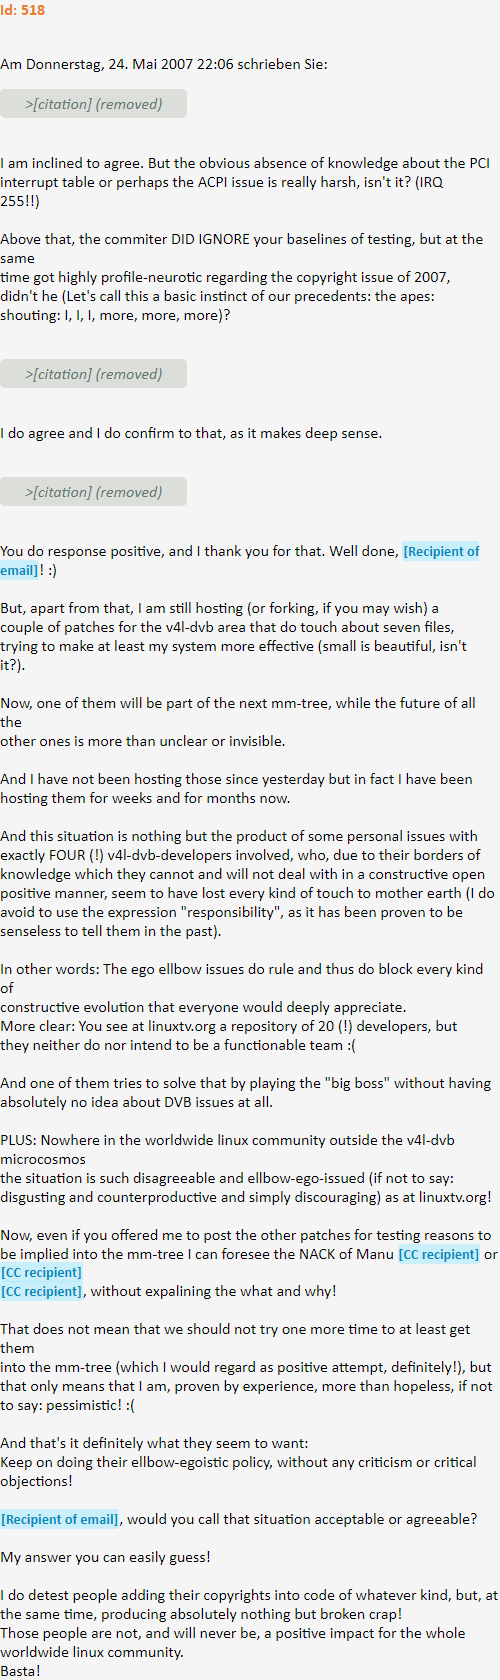 Id: 518
Am Donnerstag, 24. Mai 2007 22:06 schrieben Sie:
>[citation] (removed)
I am inclined to agree. But the obvious absence of knowledge about the PCI
interrupt table or perhaps the ACPI issue is really harsh, isn't it? (IRQ
255!!)
Above that, the commiter DID IGNORE your baselines of testing, but at the
same
time got highly profile-neurotic regarding the copyright issue of 2007,
didn't he (Let's call this a basic instinct of our precedents: the apes:
shouting: I, I, I, more, more, more)?
>[citation] (removed)
I do agree and I do confirm to that, as it makes deep sense.
>[citation] (removed)
You do response positive, and I thank you for that. Well done, [Recipient of
email]! :)
But, apart from that, I am still hosting (or forking, if you may wish) a
couple of patches for the v4l-dvb area that do touch about seven files,
trying to make at least my system more effective (small is beautiful, isn't
it?).
Now, one of them will be part of the next mm-tree, while the future of all
the
other ones is more than unclear or invisible.
And I have not been hosting those since yesterday but in fact I have been
hosting them for weeks and for months now.
And this situation is nothing but the product of some personal issues with
exactly FOUR (!) v4l-dvb-developers involved, who, due to their borders of
knowledge which they cannot and will not deal with in a constructive open
positive manner, seem to have lost every kind of touch to mother earth (I do
avoid to use the expression "responsibility", as it has been proven to be
senseless to tell them in the past).
In other words: The ego ellbow issues do rule and thus do block every kind
of
constructive evolution that everyone would deeply appreciate.
More clear: You see at linuxtv.org a repository of 20 (!) developers, but
they neither do nor intend to be a functionable team :(
And one of them tries to solve that by playing the "big boss" without having
absolutely no idea about DVB issues at all.
PLUS: Nowhere in the worldwide linux community outside the v4l-dvb
microcosmos
the situation is such disagreeable and ellbow-ego-issued (if not to say:
disgusting and counterproductive and simply discouraging) as at linuxtv.org!
Now, even if you offered me to post the other patches for testing reasons to
be implied into the mm-tree I can foresee the NACK of Manu [CC recipient] or
[CC recipient]
[CC recipient], without expalining the what and why!
That does not mean that we should not try one more time to at least get
them
into the mm-tree (which I would regard as positive attempt, definitely!), but
that only means that I am, proven by experience, more than hopeless, if not
to say: pessimistic! :(
And that's it definitely what they seem to want:
Keep on doing their ellbow-egoistic policy, without any criticism or critical
objections!
[Recipient of email], would you call that situation acceptable or agreeable?
My answer you can easily guess!
I do detest people adding their copyrights into code of whatever kind, but, at
the same time, producing absolutely nothing but broken crap!
Those people are not, and will never be, a positive impact for the whole
worldwide linux community.
Basta!